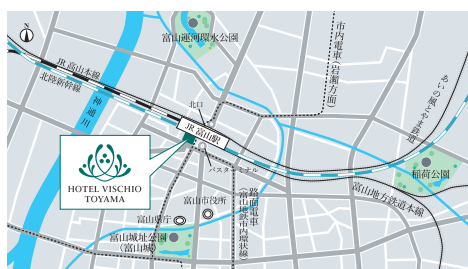 N
富山運河環水公園
市内電車(岩瀬方面)
JR高山本線
北陸新幹線
神通川
北口
JR富山駅
あいの風とやま鉄道
バスターミナル
HOTEL VISCHIO
TOYAMA
稲荷公園
富山地方鉄道本線
富山市役所
富山県庁
路面電車
(富山地鉄市内環状線)
富山城址公園
(富山城)